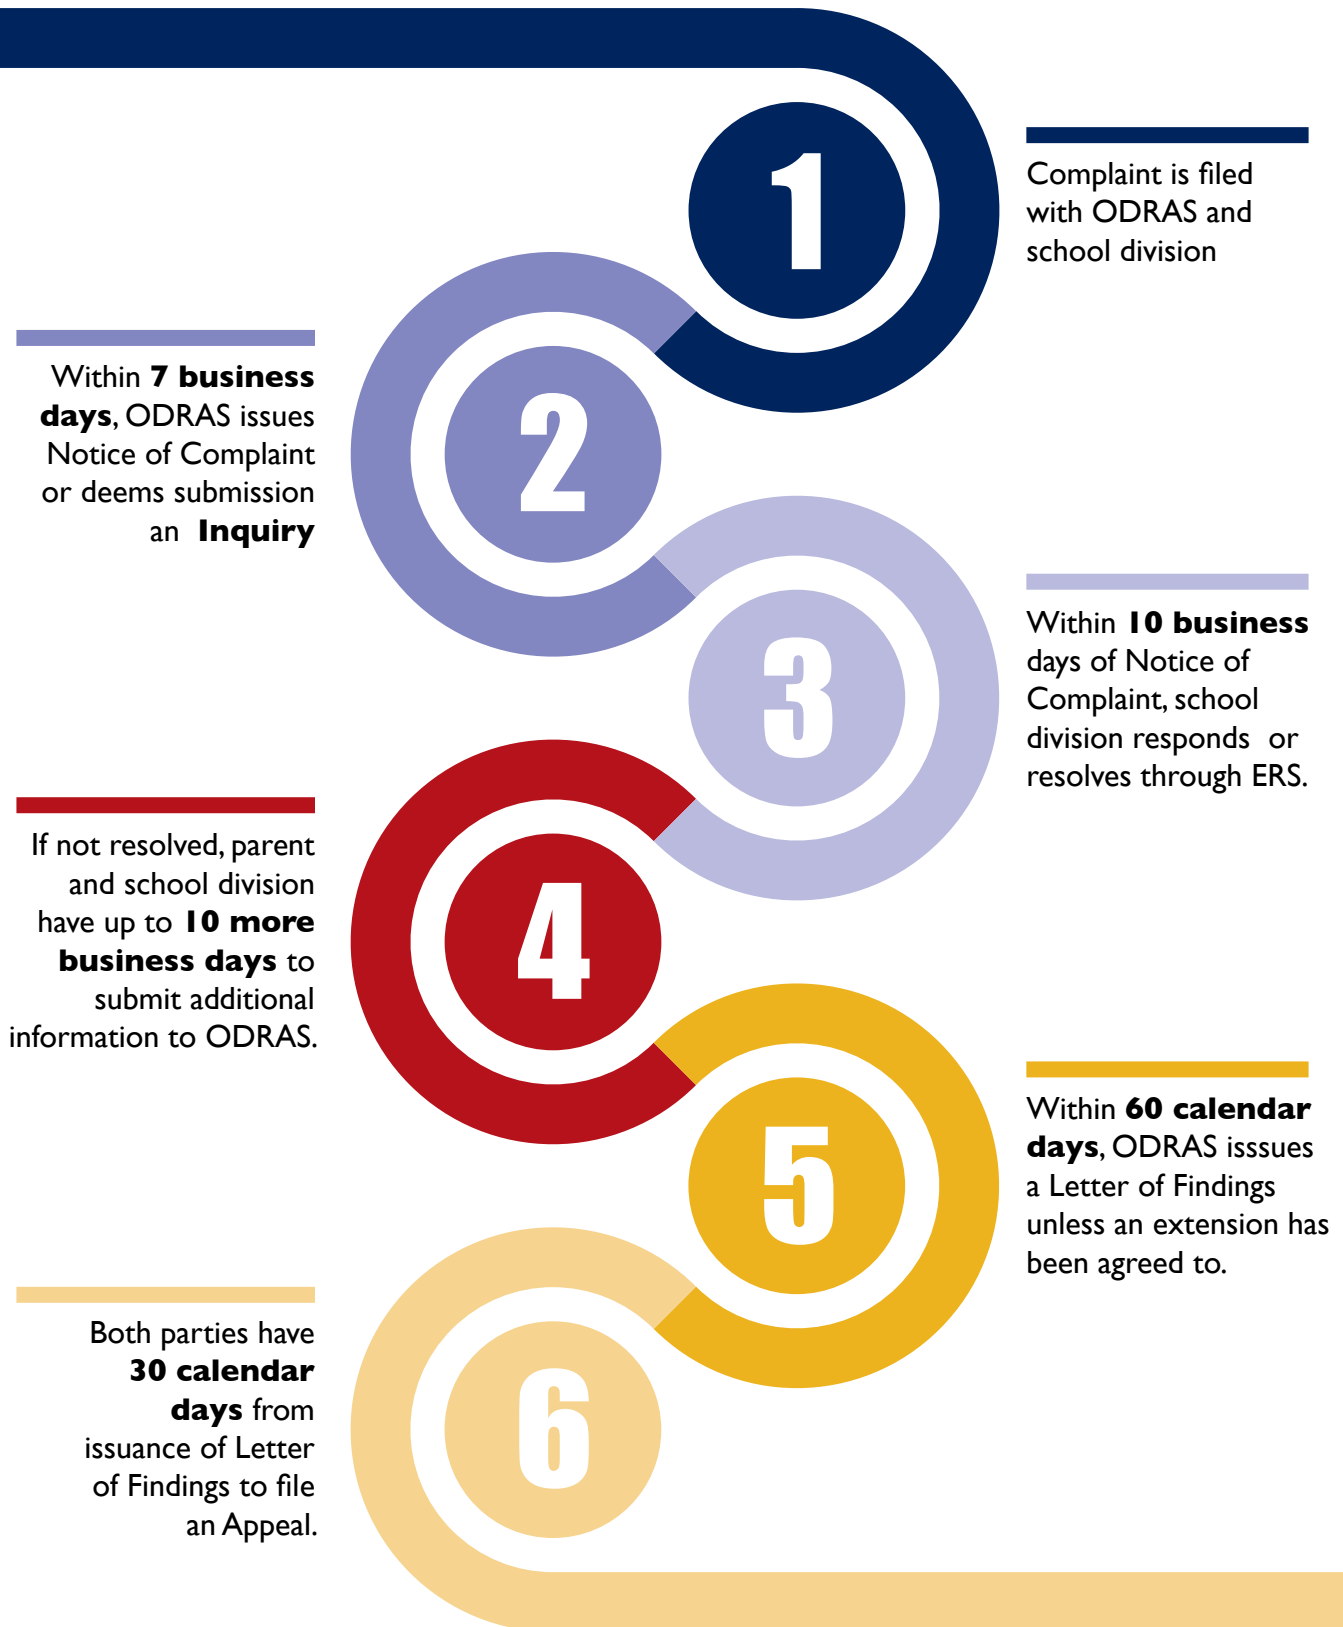 1
Complaint is filed
with ODRAS and
school division
2
Within 7 business
days, ODRAS issues
Notice of Complaint
or deems submission
an Inquiry
3
Within 10 business
days of Notice of
Complaint, school
division responds or
resolves through ERS.
4
If not resolved, parent
and school division
have up to 10 more
business days to
submit additional
information to ODRAS.
5
Within 60 calendar
days, ODRAS isssues
a Letter of Findings
unless an extension has
been agreed to.
6
Both parties have
30 calendar
days from
issuance of Letter
of Findings to file
an Appeal.